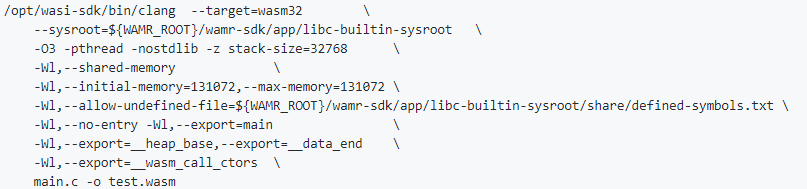 /opt/wasi-sdk/bin/clang --target=wasm32 \
--sysroot=${WAMR_ROOT}/wamr-sdk/app/libc-builtin-sysroot \
-O3 -pthread -nostdlib -z stack-size=32768 \
-Wl,--shared-memory \
-Wl,--initial-memory=131072,--max-memory=131072 \
-Wl,--allow-undefined-file=${WAMR_ROOT}/wamr-sdk/app/libc-builtin-sysroot/share/defined-symbols.txt \
-Wl,--no-entry -Wl,--export=main \
-Wl,--export=__heap_base,--export=__data_end \
-Wl,--export=__wasm_call_ctors \
main.c -o test.wasm